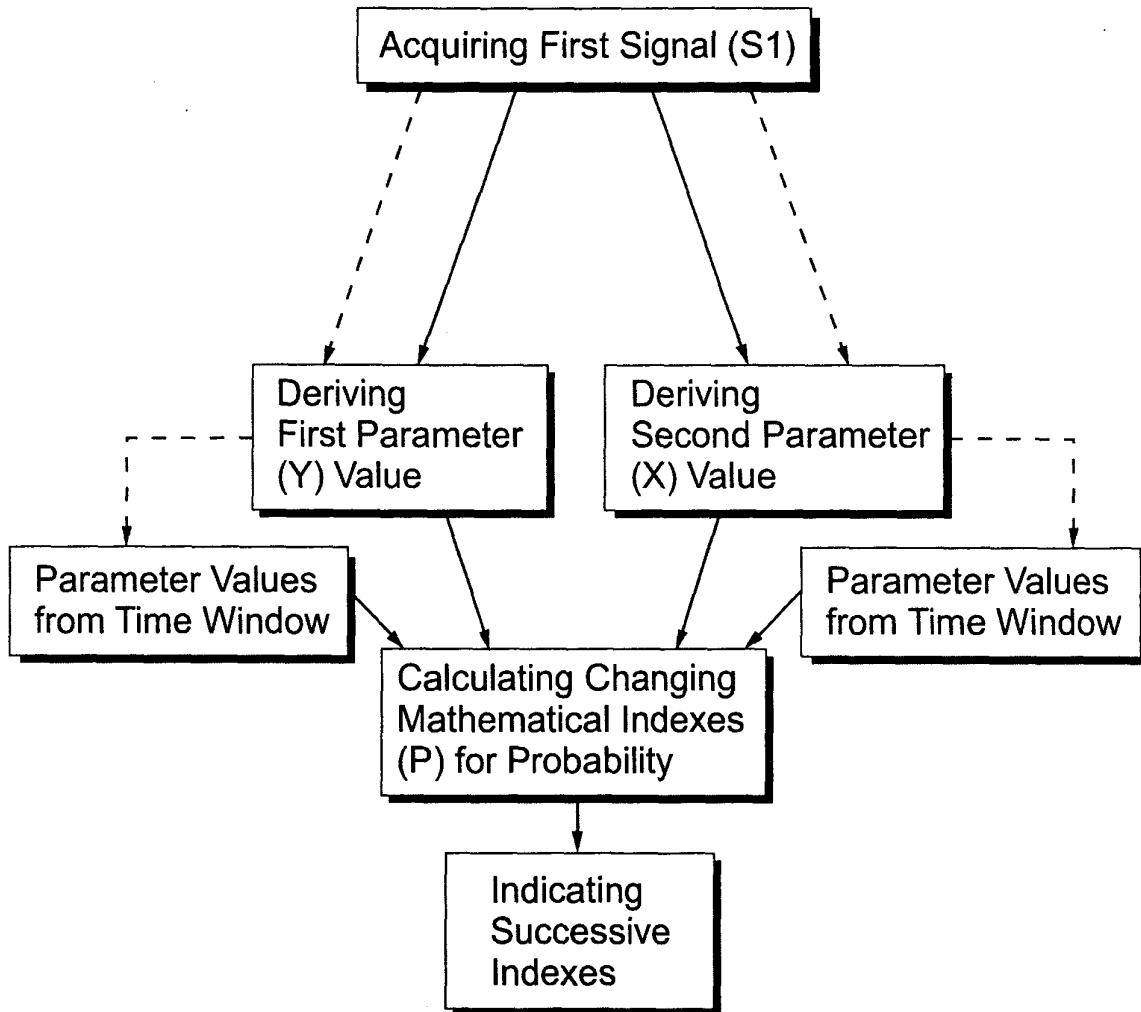 Acquiring First Signal (S1)
Deriving
First Parameter
(Y) Value
Deriving
Second Parameter
(X) Value
Parameter Values
from Time Window
Parameter Values
from Time Window
Calculating Changing
Mathematical Indexes
(P) for Probability
Indicating
Successive
Indexes